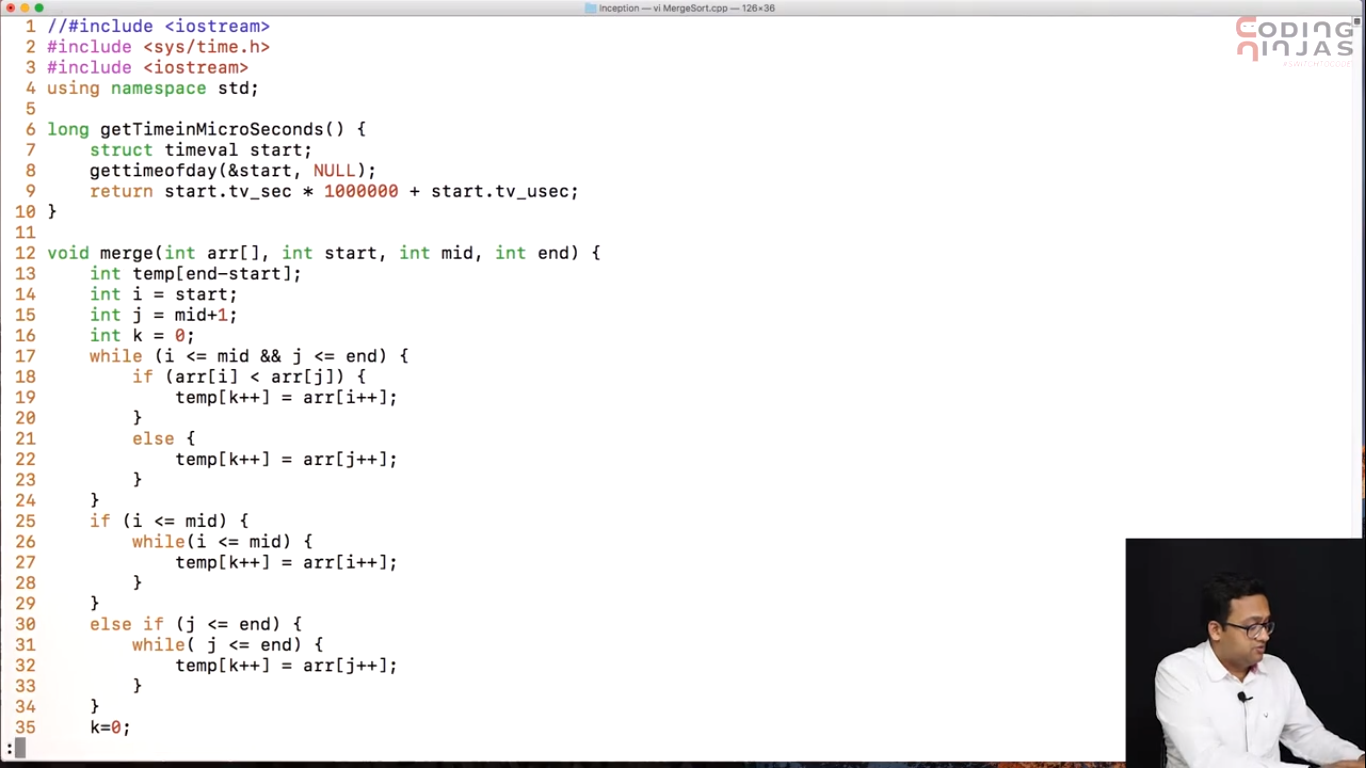 Inception — vi MergeSort.cpp — 126×36
CODING
NINJAS
#SWITCHTOCODE
1 //#include <iostream>
2 #include <sys/time.h>
3 #include <iostream>
4 using namespace std;
5
6 long getTimeinMicroSeconds() {
7     struct timeval start;
8     gettimeofday(&start, NULL);
9     return start.tv_sec * 1000000 + start.tv_usec;
10 }
11
12 void merge(int arr[], int start, int mid, int end) {
13     int temp[end-start];
14     int i = start;
15     int j = mid+1;
16     int k = 0;
17     while (i <= mid && j <= end) {
18         if (arr[i] < arr[j]) {
19             temp[k++] = arr[i++];
20         }
21         else {
22             temp[k++] = arr[j++];
23         }
24     }
25     if (i <= mid) {
26         while(i <= mid) {
27             temp[k++] = arr[i++];
28         }
29     }
30     else if (j <= end) {
31         while( j <= end) {
32             temp[k++] = arr[j++];
33         }
34     }
35     k=0;
: